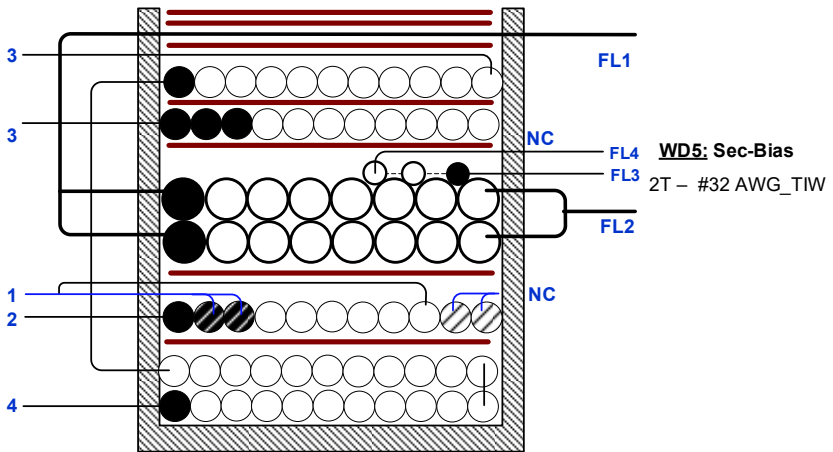 3
FL1
3
NC
FL4
WD5: Sec-Bias
FL3
2T – #32 AWG_TIW
FL2
1
NC
2
4